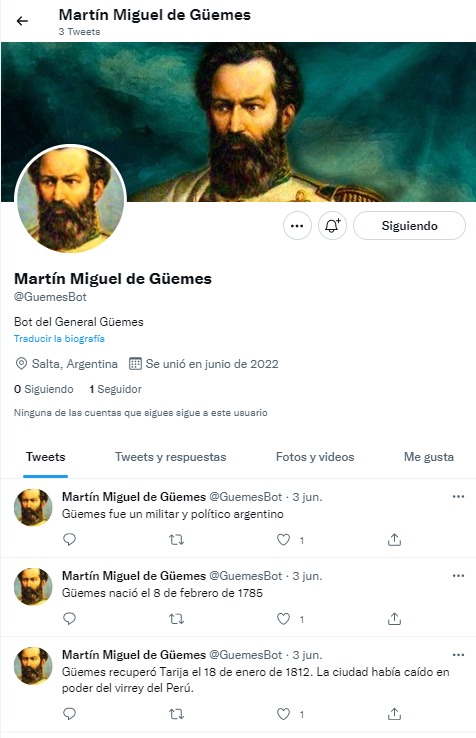 Martín Miguel de Güemes
3 Tweets
Siguiendo
Martín Miguel de Güemes
@GuemesBot
Bot del General Güemes
Traducir la biografía
Salta, Argentina Se unió en junio de 2022
0 Siguiendo 1 Seguidor
Ninguna de las cuentas que sigues sigue a este usuario
Tweets Tweets y respuestas Fotos y videos Me gusta
Martín Miguel de Güemes @GuemesBot · 3 jun.
Güemes fue un militar y político argentino
1
Martín Miguel de Güemes @GuemesBot · 3 jun.
Güemes nació el 8 de febrero de 1785
1
Martín Miguel de Güemes @GuemesBot · 3 jun.
Güemes recuperó Tarija el 18 de enero de 1812. La ciudad había caído en
poder del virrey del Perú.
1